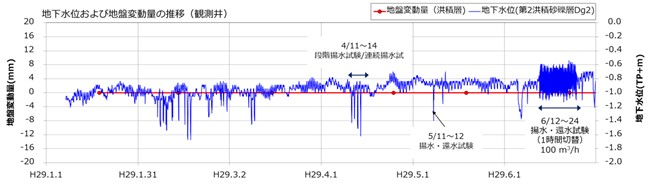 地下水位および地盤変動量の推移（観測井）
地盤変動量（洪積層）
地下水位(第2洪積砂礫層Dg2)
地盤変動量(mm)
20
16
12
8
4
0
-4
-8
-12
-16
-20
4/11～14
段階揚水試験/連続揚水試
5/11～12
揚水・還水試験
6/12～24
揚水・還水試験
（1時間切替）
100 m³/h
0.0
-0.2
-0.4
-0.6
-0.8
-1.0
-1.2
-1.4
-1.6
-1.8
-2.0
地下水位(TP+m)
H29.1.1
H29.1.31
H29.3.2
H29.4.1
H29.5.1
H29.6.1